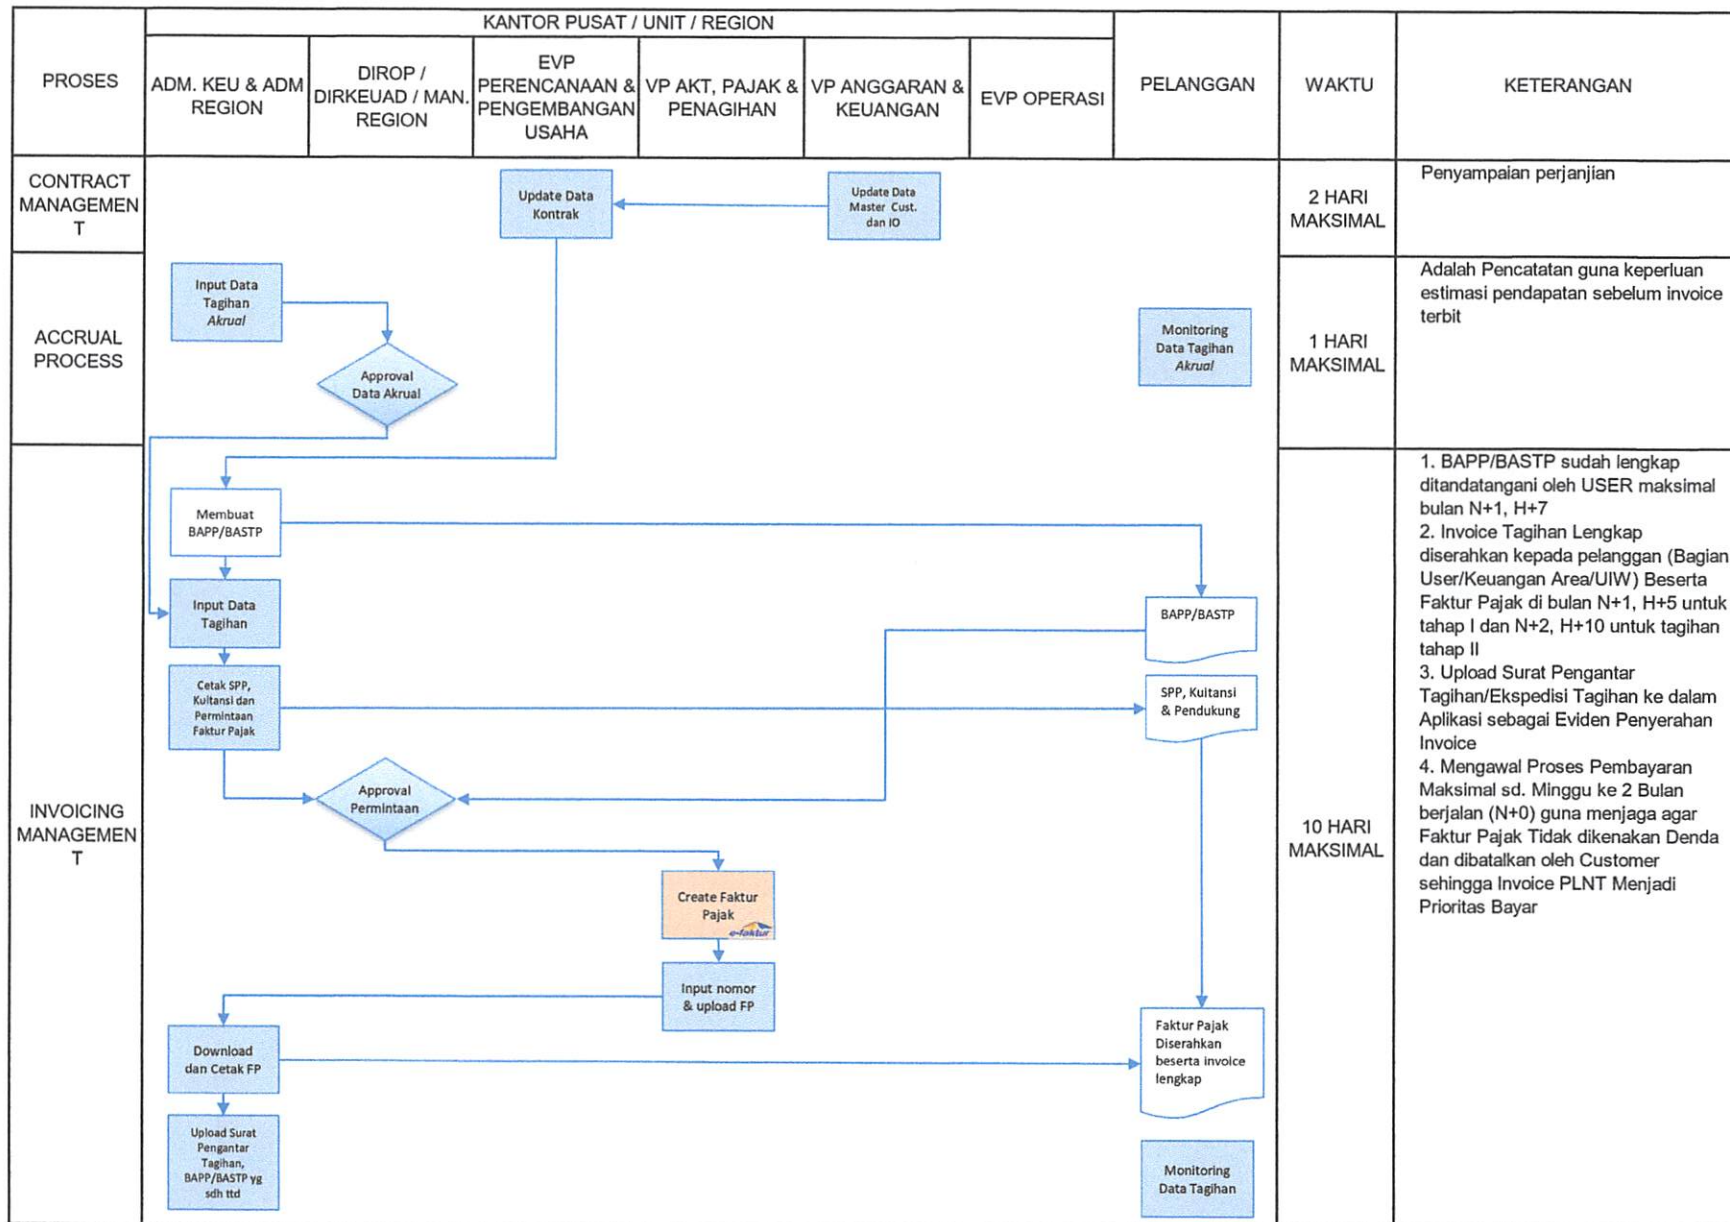 PROSES
KANTOR PUSAT / UNIT / REGION
ADM. KEU & ADM
REGION
DIROP /
DIRKEUAD / MAN.
REGION
EVP
PERENCANAAN &
PENGEMBANGAN
USAHA
VP AKT, PAJAK &
PENAGIHAN
VP ANGGARAN &
KEUANGAN
EVP OPERASI
PELANGGAN
WAKTU
KETERANGAN
CONTRACT
MANAGEMEN
T
Update Data
Kontrak
Update Data
Master Cust.
dan IO
2 HARI
MAKSIMAL
Penyampaian perjanjian
ACCRUAL
PROCESS
Input Data
Tagihan
Akrual
Approval
Data Akrual
Monitoring
Data Tagihan
Akrual
1 HARI
MAKSIMAL
Adalah Pencatatan guna keperluan
estimasi pendapatan sebelum invoice
terbit
INVOICING
MANAGEMEN
T
Membuat
BAPP/BASTP
Input Data
Tagihan
BAPP/BASTP
Cetak SPP,
Kuitansi dan
Permintaan
Faktur Pajak
SPP, Kuitansi
& Pendukung
Approval
Permintaan
Create Faktur
Pajak
e-faktur
Input nomor
& upload FP
Download
dan Cetak FP
Faktur Pajak
Diserahkan
beserta invoice
lengkap
Upload Surat
Pengantar
Tagihan,
BAPP/BASTP yg
sdh ttd
Monitoring
Data Tagihan
10 HARI
MAKSIMAL
1. BAPP/BASTP sudah lengkap
ditandatangani oleh USER maksimal
bulan N+1, H+7
2. Invoice Tagihan Lengkap
diserahkan kepada pelanggan (Bagian
User/Keuangan Area/UIW) Beserta
Faktur Pajak di bulan N+1, H+5 untuk
tahap I dan N+2, H+10 untuk tagihan
tahap II
3. Upload Surat Pengantar
Tagihan/Ekspedisi Tagihan ke dalam
Aplikasi sebagai Eviden Penyerahan
Invoice
4. Mengawal Proses Pembayaran
Maksimal sd. Minggu ke 2 Bulan
berjalan (N+0) guna menjaga agar
Faktur Pajak Tidak dikenakan Denda
dan dibatalkan oleh Customer
sehingga Invoice PLNT Menjadi
Prioritas Bayar